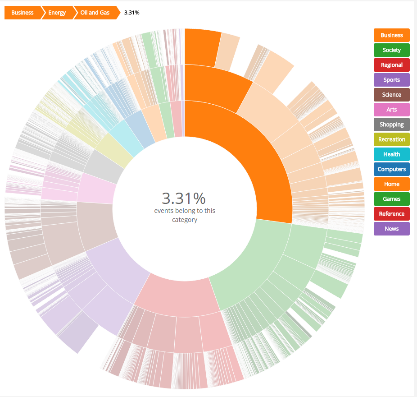 Business Energy Oil and Gas 3.31%
Business
Society
Regional
Sports
Science
Arts
Shopping
Recreation
Health
Computers
Home
Games
Reference
News
3.31%
events belong to this
category